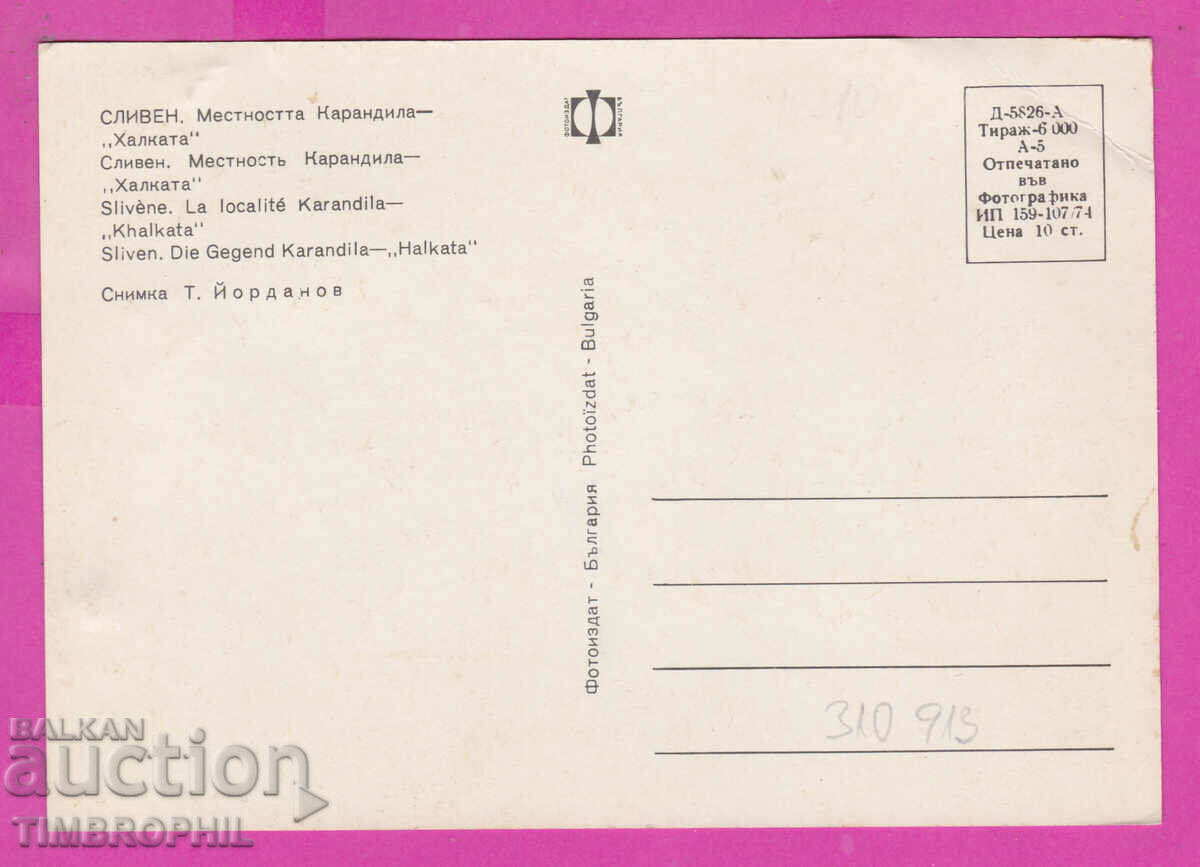 СЛИВЕН. Местността Карандила—
„Халката"
Сливен. Местность Карандила—
„Халката"
Slivène. La localité Karandila—
„Khalkata"
Sliven. Die Gegend Karandila—„Halkata"
Снимка Т. Йорданов
ФОТОИЗДАТ
БЪЛГАРИЯ
Фотоиздат - България Photoïzdat - Bulgaria
Д-5826-А
Тираж-6 000
А-5
Отпечатано
във
Фотографика
ИП 159-107/74
Цена 10 ст.
310 913
BALKAN
auction
TIMBROPHIL